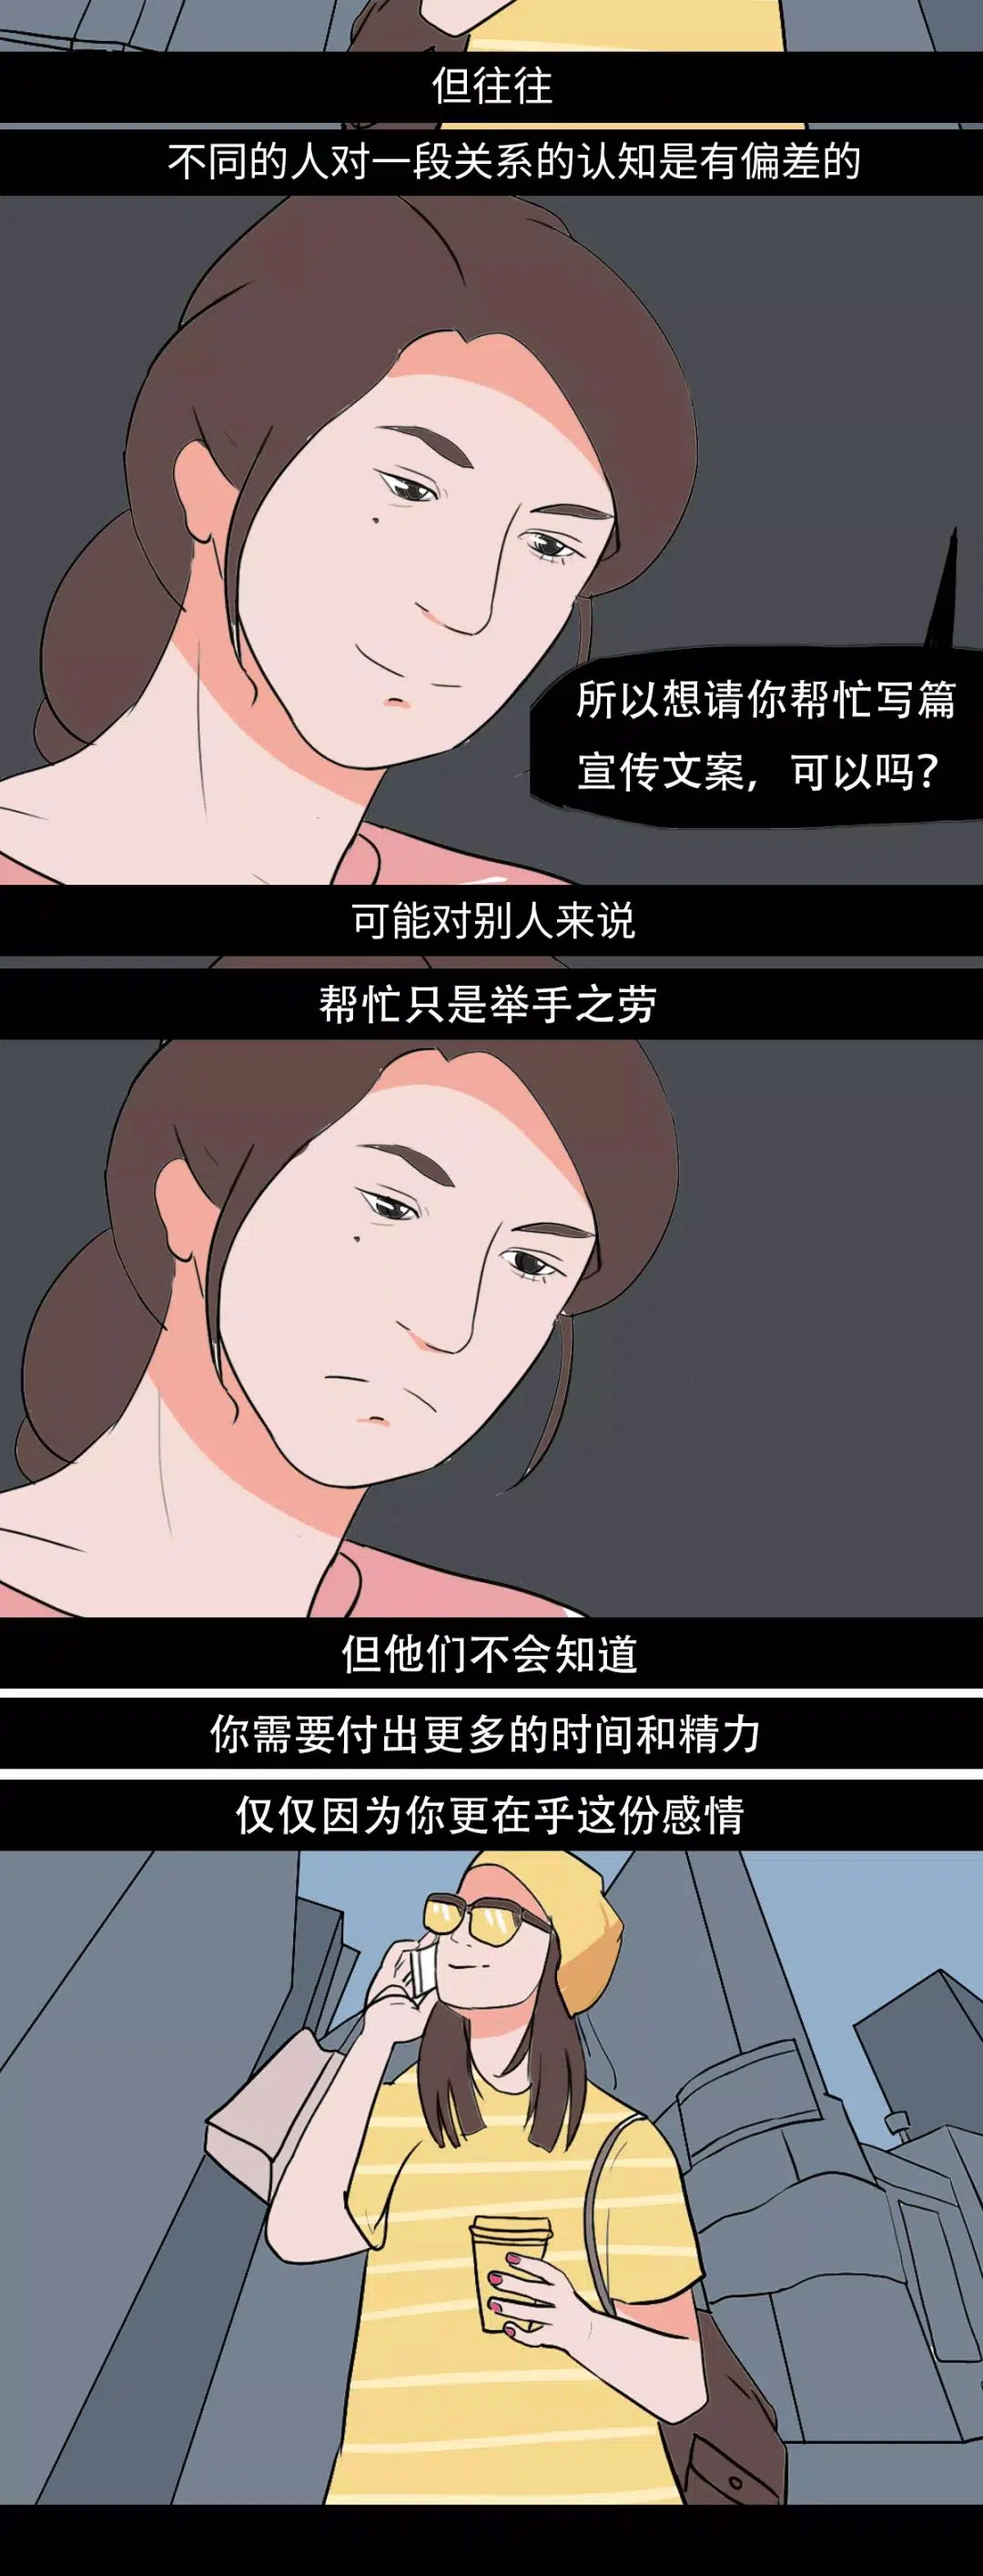 但往往
不同的人对一段关系的认知是有偏差的
所以想请你帮忙写篇
宣传文案，可以吗？
可能对别人来说
帮忙只是举手之劳
但他们不会知道
你需要付出更多的时间和精力
仅仅因为你更在乎这份感情